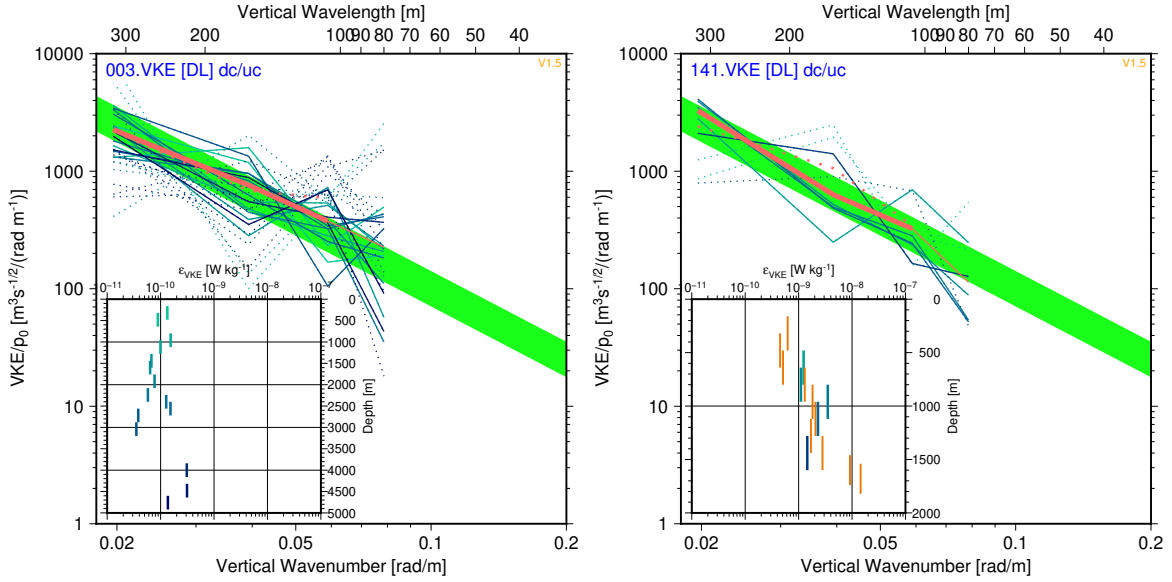 Vertical Wavelength [m]
300 200 100 90 80 60 50 40
10000
1000
100
10
1
VKE/p0 [m³s⁻¹/²/(rad m⁻¹)]
003.VKE [DL] dc/uc
V1.5
εVKE [W kg⁻¹]
10⁻¹¹ 10⁻¹⁰ 10⁻⁹ 10⁻⁸ 10⁻
0
500
1000
1500
2000
2500
3000
3500
4000
4500
5000
Depth [m]
0.02 0.05 0.1 0.2
Vertical Wavenumber [rad/m]
Vertical Wavelength [m]
300 200 100 90 80 60 50 40
10000
1000
100
10
1
VKE/p0 [m³s⁻¹/²/(rad m⁻¹)]
141.VKE [DL] dc/uc
V1.5
εVKE [W kg⁻¹]
10⁻¹¹ 10⁻¹⁰ 10⁻⁹ 10⁻⁸ 10⁻⁷
0
500
1000
1500
2000
Depth [m]
0.02 0.05 0.1 0.2
Vertical Wavenumber [rad/m]